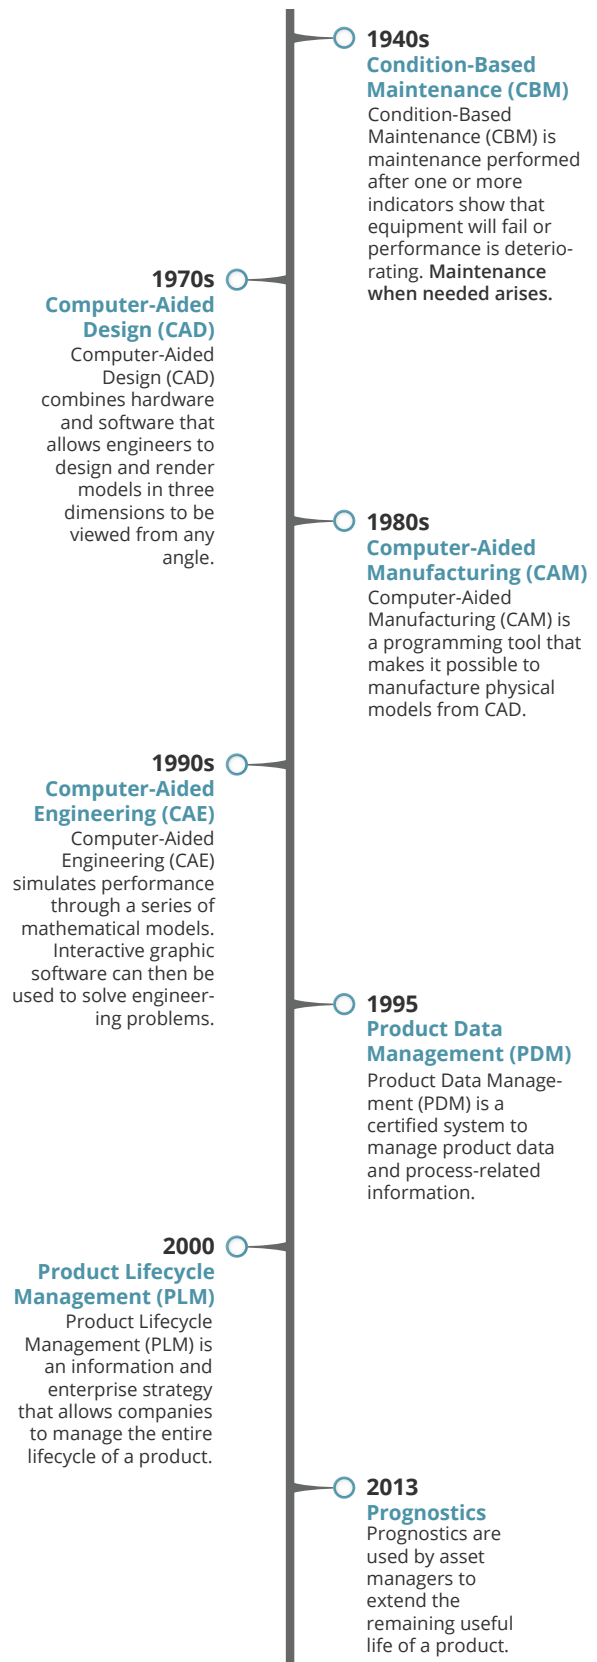 1940s
Condition-Based
Maintenance (CBM)
Condition-Based
Maintenance (CBM) is
maintenance performed
after one or more
indicators show that
equipment will fail or
performance is deterio-
rating. Maintenance
when needed arises.
1970s
Computer-Aided
Design (CAD)
Computer-Aided
Design (CAD)
combines hardware
and software that
allows engineers to
design and render
models in three
dimensions to be
viewed from any
angle.
1980s
Computer-Aided
Manufacturing (CAM)
Computer-Aided
Manufacturing (CAM) is
a programming tool that
makes it possible to
manufacture physical
models from CAD.
1990s
Computer-Aided
Engineering (CAE)
Computer-Aided
Engineering (CAE)
simulates performance
through a series of
mathematical models.
Interactive graphic
software can then be
used to solve engineer-
ing problems.
1995
Product Data
Management (PDM)
Product Data Manage-
ment (PDM) is a
certified system to
manage product data
and process-related
information.
2000
Product Lifecycle
Management (PLM)
Product Lifecycle
Management (PLM) is
an information and
enterprise strategy
that allows companies
to manage the entire
lifecycle of a product.
2013
Prognostics
Prognostics are
used by asset
managers to
extend the
remaining useful
life of a product.